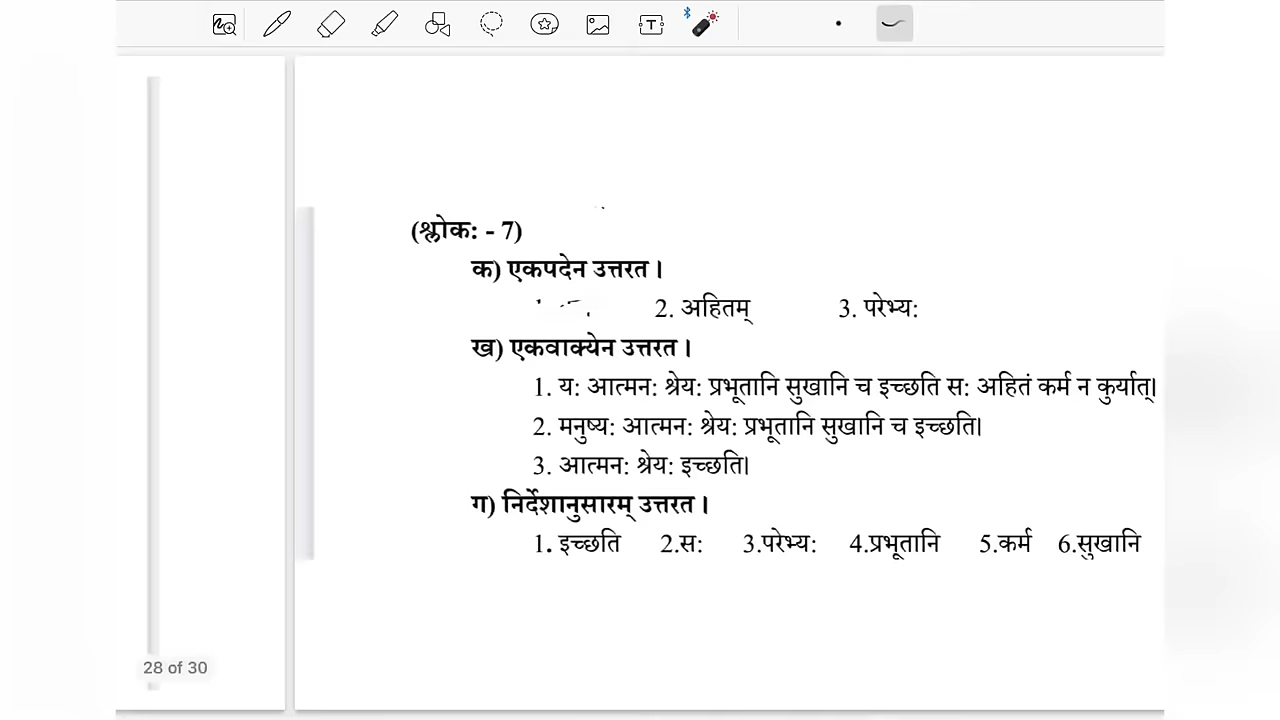 (श्लोक: - 7)
क) एकपदेन उत्तरत ।
2. अहितम् 3. परेभ्य:
ख) एकवाक्येन उत्तरत ।
1. य: आत्मन: श्रेय: प्रभूतानि सुखानि च इच्छति स: अहितं कर्म न कुर्यात्।
2. मनुष्य: आत्मन: श्रेय: प्रभूतानि सुखानि च इच्छति।
3. आत्मन: श्रेय: इच्छति।
ग) निर्देशानुसारम् उत्तरत ।
1. इच्छति 2.स: 3.परेभ्य: 4.प्रभूतानि 5.कर्म 6.सुखानि
28 of 30